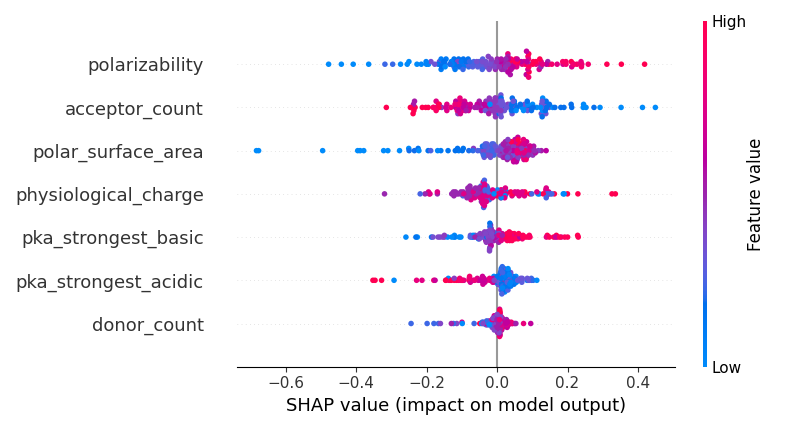 High
polarizability
acceptor_count
polar_surface_area
physiological_charge
pka_strongest_basic
pka_strongest_acidic
donor_count
Feature value
Low
−0.6 −0.4 −0.2 0.0 0.2 0.4
SHAP value (impact on model output)